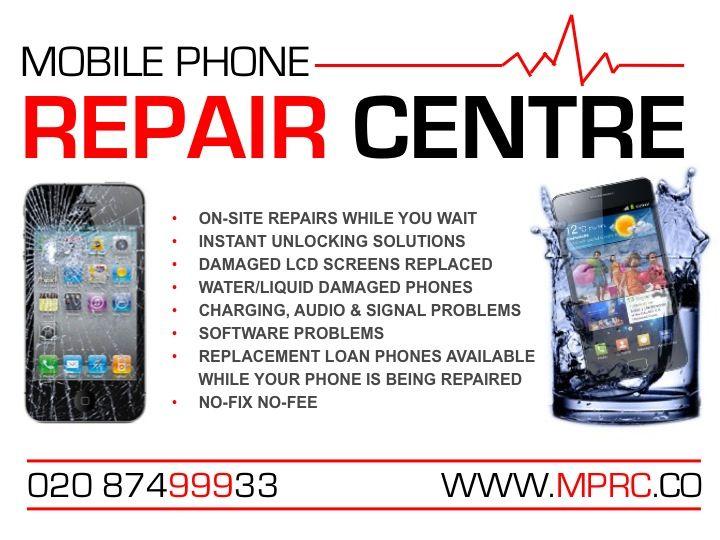 MOBILE PHONE
REPAIR CENTRE
• ON-SITE REPAIRS WHILE YOU WAIT
• INSTANT UNLOCKING SOLUTIONS
• DAMAGED LCD SCREENS REPLACED
• WATER/LIQUID DAMAGED PHONES
• CHARGING, AUDIO & SIGNAL PROBLEMS
• SOFTWARE PROBLEMS
• REPLACEMENT LOAN PHONES AVAILABLE
WHILE YOUR PHONE IS BEING REPAIRED
• NO-FIX NO-FEE
020 87499933
WWW.MPRC.CO